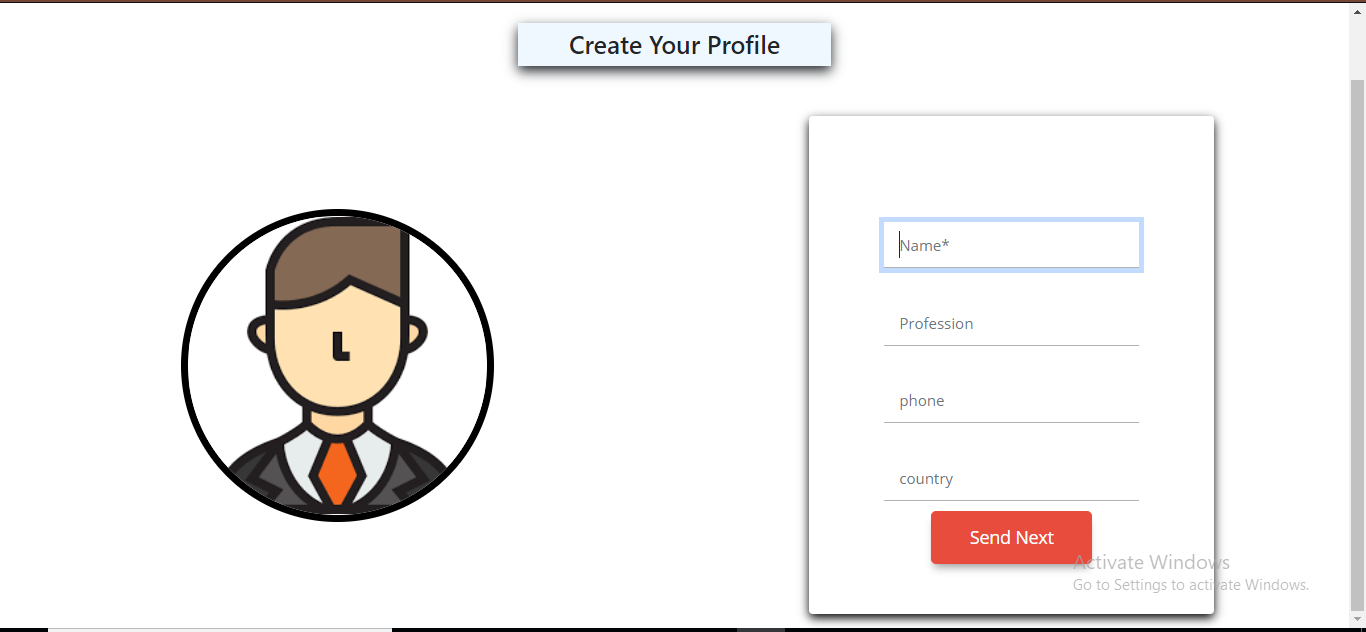 Create Your Profile
Name*
Profession
phone
country
Send Next
Activate Windows
Go to Settings to activate Windows.